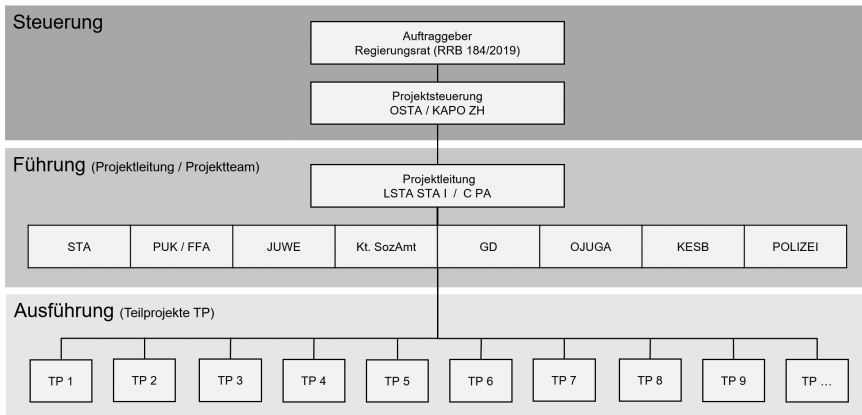 Steuerung
Auftraggeber
Regierungsrat (RRB 184/2019)
Projektsteuerung
OSTA / KAPO ZH
Führung (Projektleitung / Projektteam)
Projektleitung
LSTA STA I / C PA
STA
PUK / FFA
JUWE
Kt. SozAmt
GD
OJUGA
KESB
POLIZEI
Ausführung (Teilprojekte TP)
TP 1
TP 2
TP 3
TP 4
TP 5
TP 6
TP 7
TP 8
TP 9
TP ...